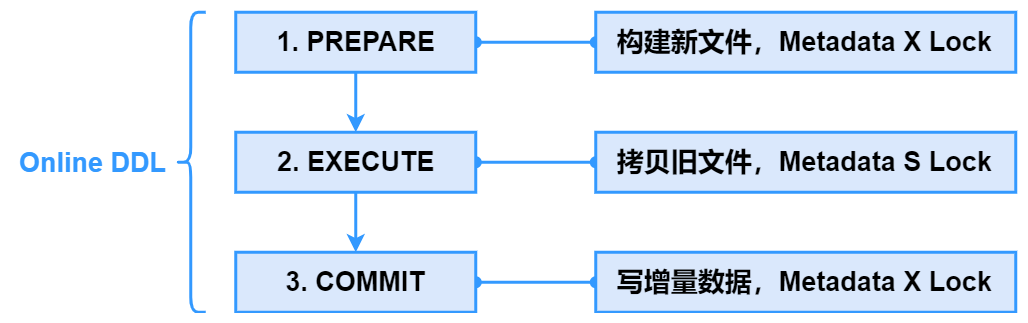 Online DDL
1. PREPARE
构建新文件，Metadata X Lock
2. EXECUTE
拷贝旧文件，Metadata S Lock
3. COMMIT
写增量数据，Metadata X Lock